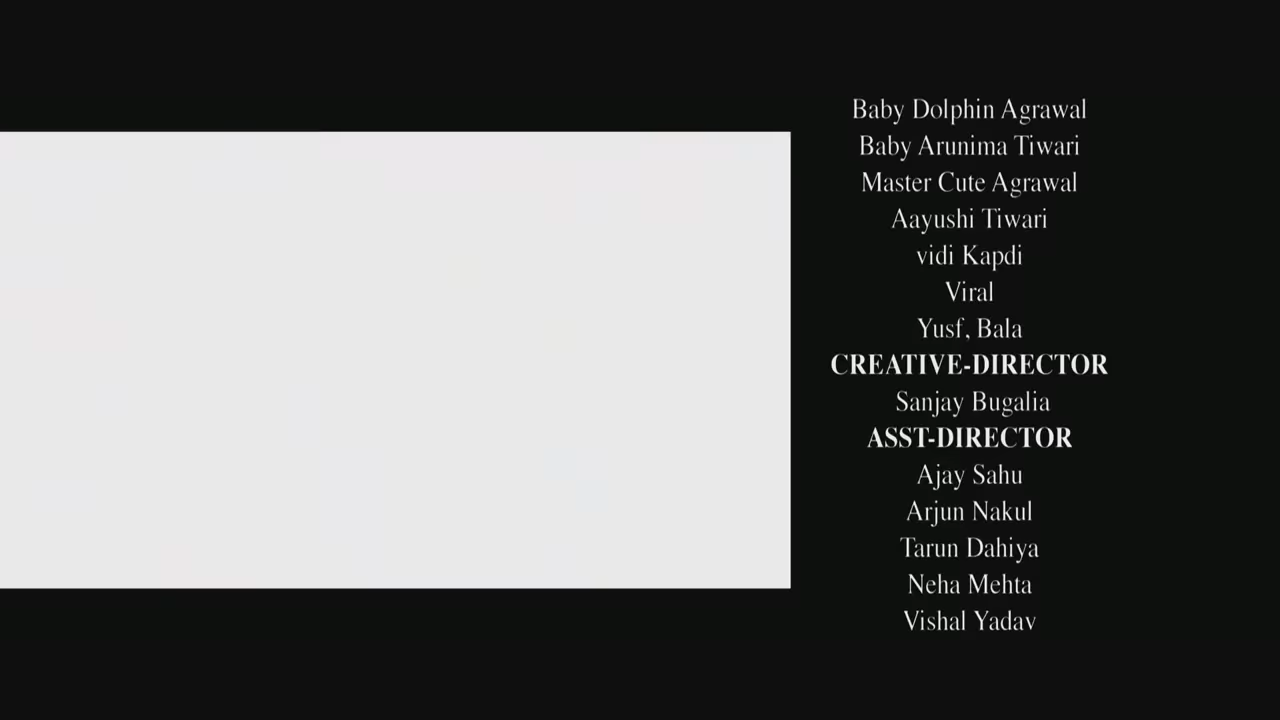 Baby Dolphin Agrawal
Baby Arunima Tiwari
Master Cute Agrawal
Aayushi Tiwari
vidi Kapdi
Viral
Yusf, Bala
CREATIVE-DIRECTOR
Sanjay Bugalia
ASST-DIRECTOR
Ajay Sahu
Arjun Nakul
Tarun Dahiya
Neha Mehta
Vishal Yadav